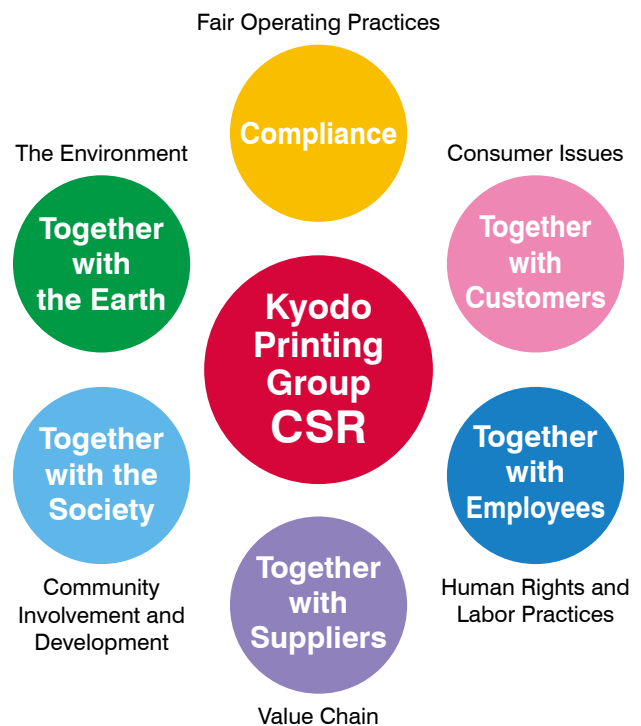 Fair Operating Practices
Compliance
The Environment
Together
with
the Earth
Consumer Issues
Together
with
Customers
Kyodo
Printing
Group
CSR
Together
with the
Society
Community
Involvement and
Development
Together
with
Employees
Human Rights and
Labor Practices
Together
with
Suppliers
Value Chain